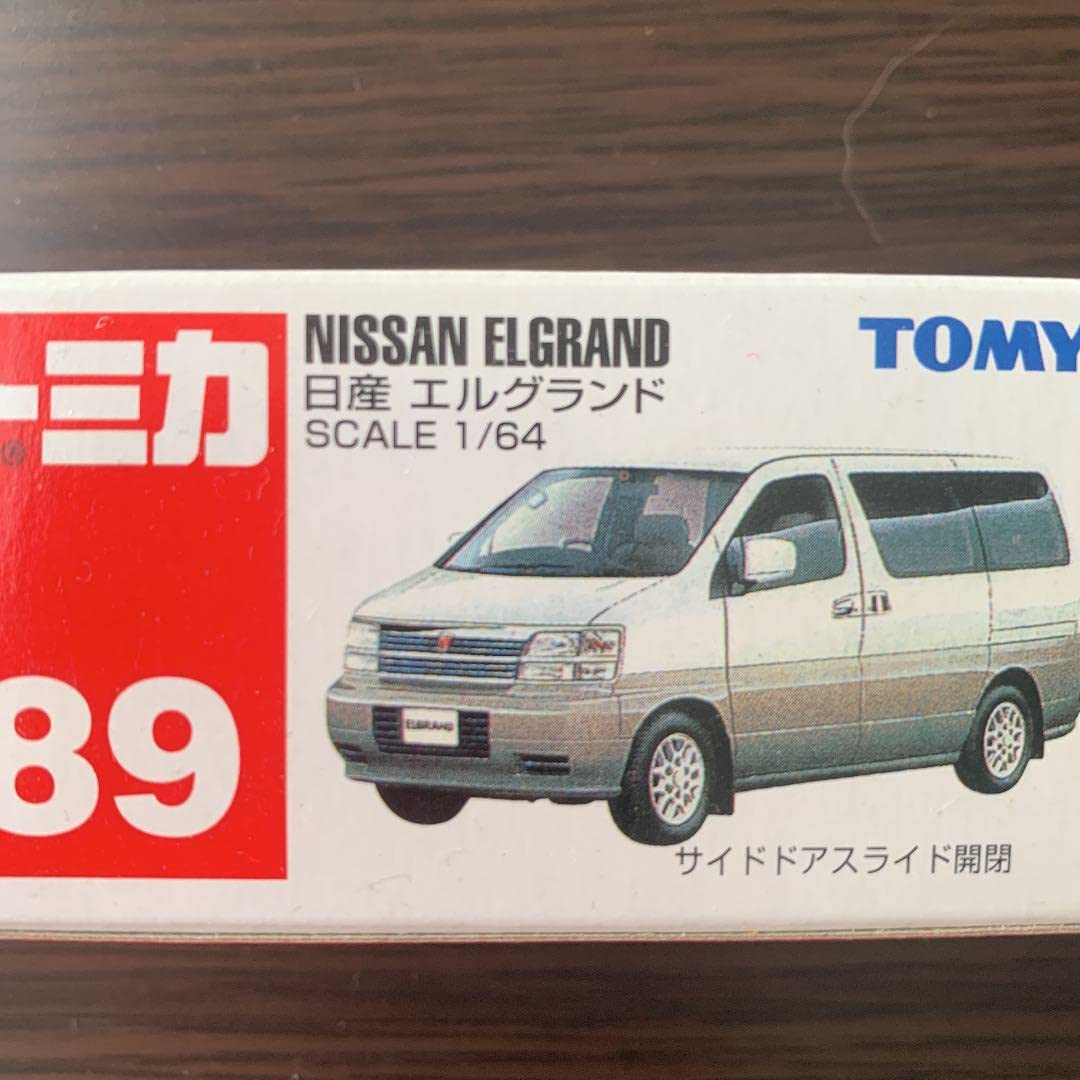 ーミカ
®
89
NISSAN ELGRAND
日産 エルグランド
SCALE 1/64
TOMY
ELGRAND
サイドドアスライド開閉